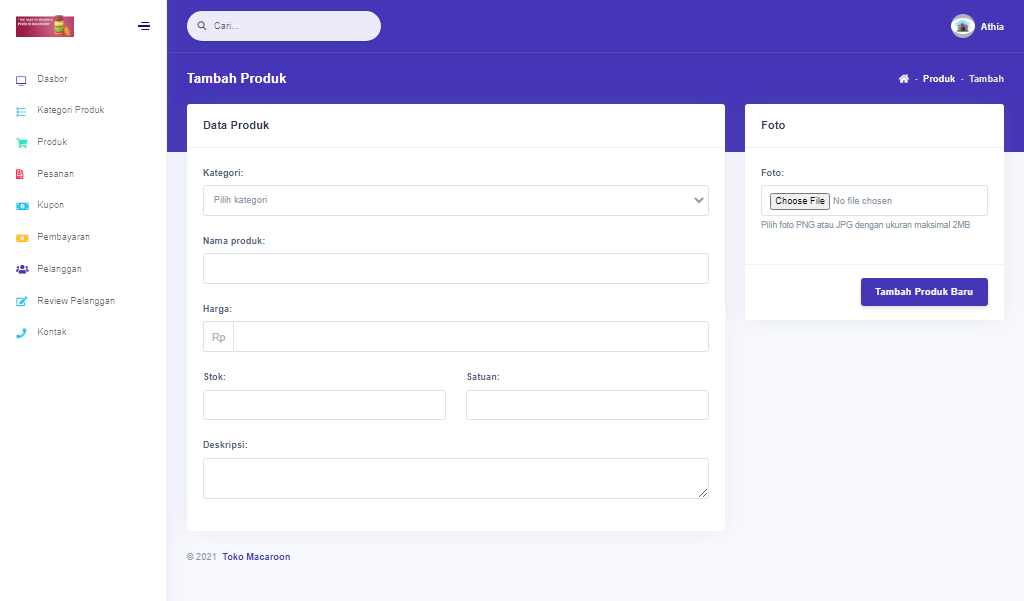 Cari...
Athia
Dasbor
Kategori Produk
Produk
Pesanan
Kupon
Pembayaran
Pelanggan
Review Pelanggan
Kontak
Tambah Produk
- Produk - Tambah
Data Produk
Kategori:
Pilih kategori
Nama produk:
Harga:
Rp
Stok:
Satuan:
Deskripsi:
Foto
Foto:
Choose File No file chosen
Pilih foto PNG atau JPG dengan ukuran maksimal 2MB
Tambah Produk Baru
© 2021 Toko Macaroon